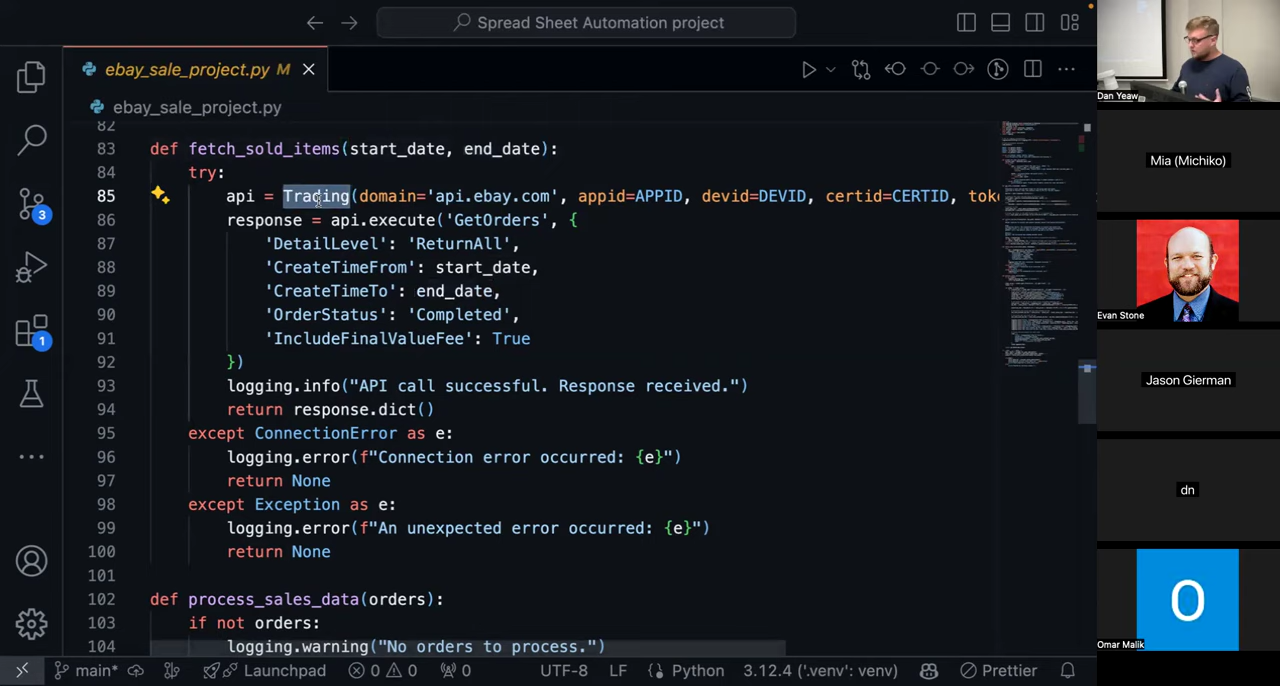 Spread Sheet Automation project
ebay_sale_project.py M
ebay_sale_project.py
82
83 def fetch_sold_items(start_date, end_date):
84 try:
85 api = Trading(domain='api.ebay.com', appid=APPID, devid=DEVID, certid=CERTID, toke
86 response = api.execute('GetOrders', {
87 'DetailLevel': 'ReturnAll',
88 'CreateTimeFrom': start_date,
89 'CreateTimeTo': end_date,
90 'OrderStatus': 'Completed',
91 'IncludeFinalValueFee': True
92 })
93 logging.info("API call successful. Response received.")
94 return response.dict()
95 except ConnectionError as e:
96 logging.error(f"Connection error occurred: {e}")
97 return None
98 except Exception as e:
99 logging.error(f"An unexpected error occurred: {e}")
100 return None
101
102 def process_sales_data(orders):
103 if not orders:
104 logging.warning("No orders to process.")
3
1
main* Launchpad 0 0 0 UTF-8 LF Python 3.12.4 ('.venv': venv) Prettier
Dan Yeaw
Mia (Michiko)
Evan Stone
Jason Gierman
dn
O
Omar Malik